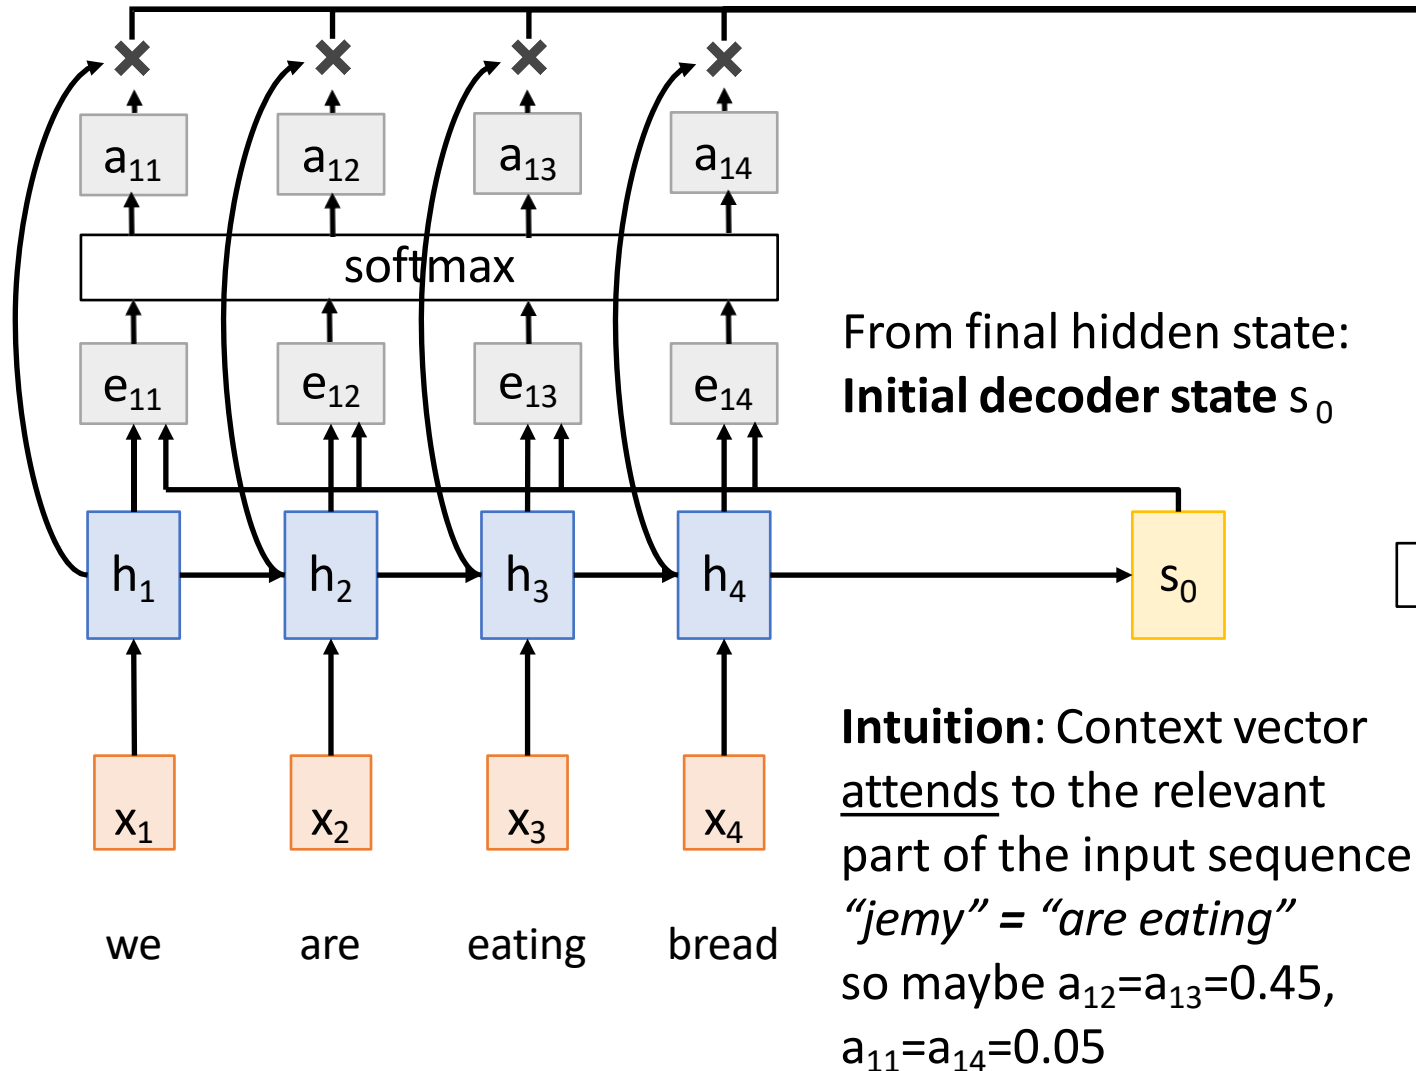 a₁₁ a₁₂ a₁₃ a₁₄
softmax
e₁₁ e₁₂ e₁₃ e₁₄
From final hidden state:
Initial decoder state s ₀
h₁ h₂ h₃ h₄ s₀
x₁ x₂ x₃ x₄
we are eating bread
Intuition: Context vector
attends to the relevant
part of the input sequence
“jemy” = “are eating”
so maybe a₁₂=a₁₃=0.45,
a₁₁=a₁₄=0.05